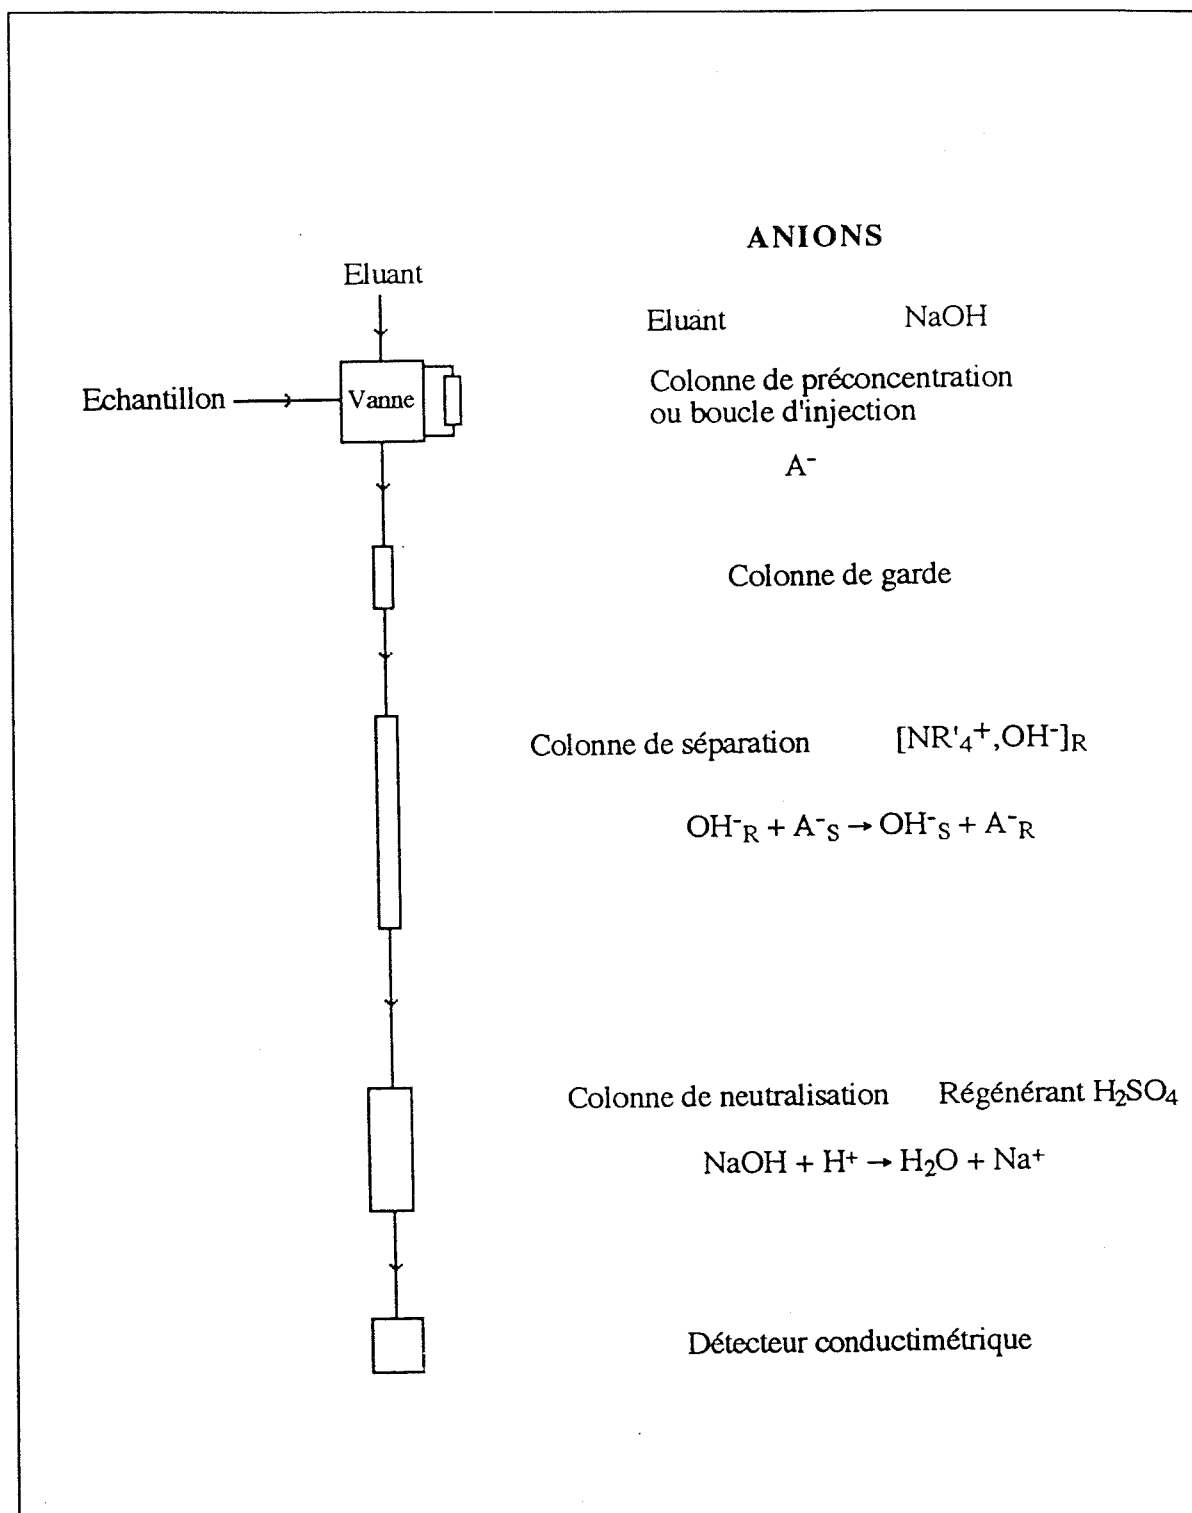 ANIONS
Eluant
Eluant NaOH
Echantillon
Vanne
Colonne de préconcentration
ou boucle d'injection
A⁻
Colonne de garde
Colonne de séparation [NR'₄⁺,OH⁻]R
OH⁻R + A⁻S → OH⁻S + A⁻R
Colonne de neutralisation Régénérant H₂SO₄
NaOH + H⁺ → H₂O + Na⁺
Détecteur conductimétrique